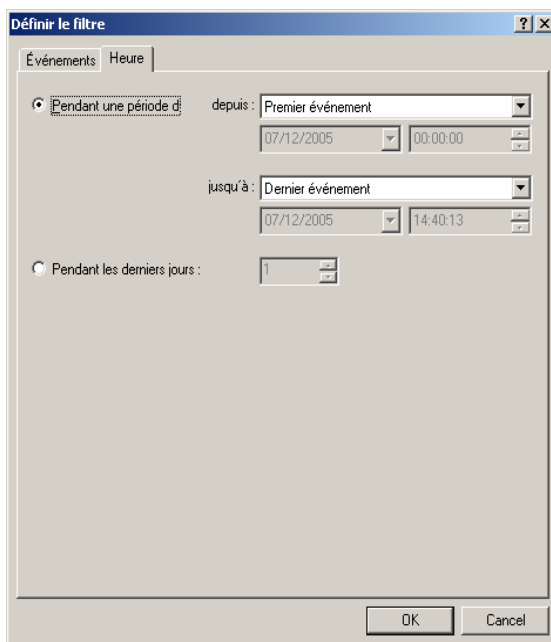 Définir le filtre
Événements Heure
Pendant une période d depuis : Premier événement
07/12/2005 00:00:00
jusqu'à : Dernier événement
07/12/2005 14:40:13
Pendant les derniers jours : 1
OK Cancel